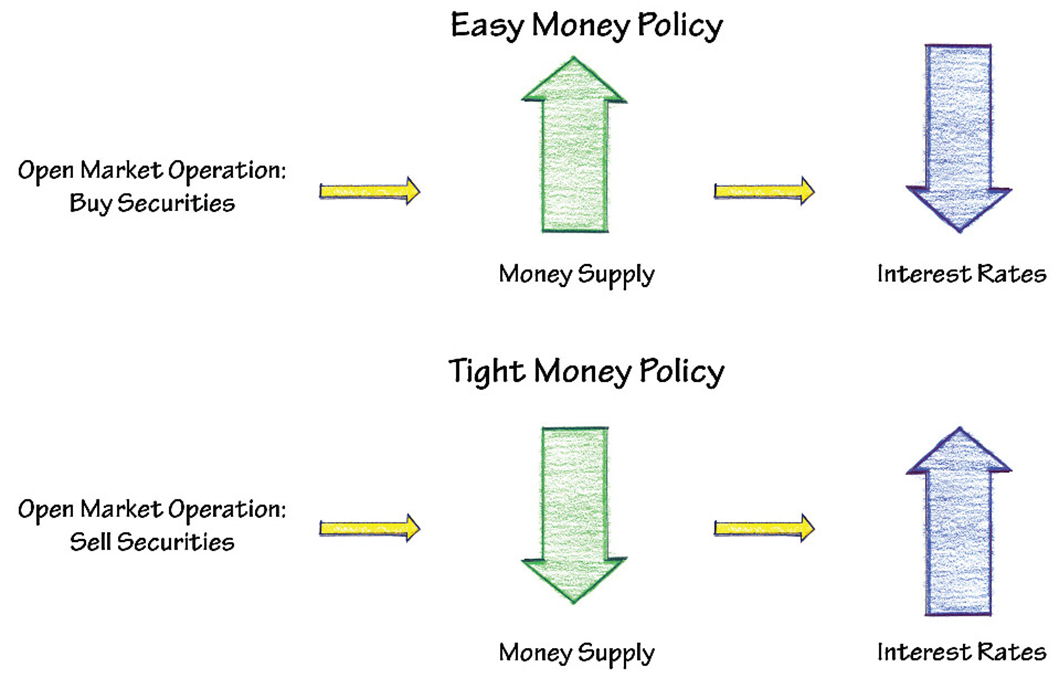 Easy Money Policy
Open Market Operation:
Buy Securities
Money Supply
Interest Rates
Tight Money Policy
Open Market Operation:
Sell Securities
Money Supply
Interest Rates